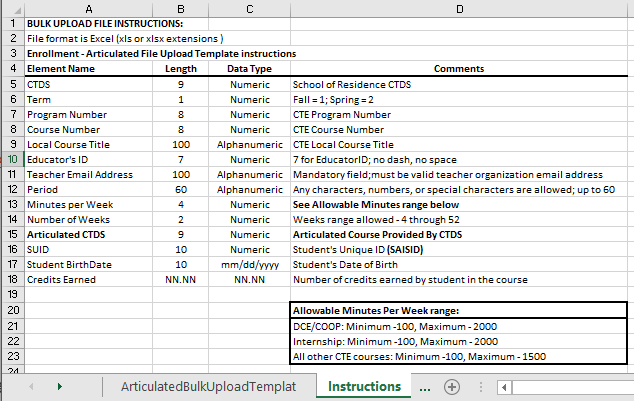 A B C D
1 BULK UPLOAD FILE INSTRUCTIONS:
2 File format is Excel (xls or xlsx extensions )
3 Enrollment - Articulated File Upload Template instructions
4 Element Name Length Data Type Comments
5 CTDS 9 Numeric School of Residence CTDS
6 Term 1 Numeric Fall = 1; Spring = 2
7 Program Number 8 Numeric CTE Program Number
8 Course Number 8 Numeric CTE Course Number
9 Local Course Title 100 Alphanumeric CTE Local Course Title
10 Educator's ID 7 Numeric 7 for EducatorID; no dash, no space
11 Teacher Email Address 100 Alphanumeric Mandatory field;must be valid teacher organization email address
12 Period 60 Alphanumeric Any characters, numbers, or special characters are allowed; up to 60
13 Minutes per Week 4 Numeric See Allowable Minutes range below
14 Number of Weeks 2 Numeric Weeks range allowed - 4 through 52
15 Articulated CTDS 9 Numeric Articulated Course Provided By CTDS
16 SUID 10 Numeric Student's Unique ID (SAISID)
17 Student BirthDate 10 mm/dd/yyyy Student's Date of Birth
18 Credits Earned NN.NN NN.NN Number of credits earned by student in the course
19
20 Allowable Minutes Per Week range:
21 DCE/COOP: Minimum -100, Maximum - 2000
22 Internship: Minimum -100, Maximum - 2000
23 All other CTE courses: Minimum -100, Maximum - 1500
24
ArticulatedBulkUploadTemplat Instructions ...